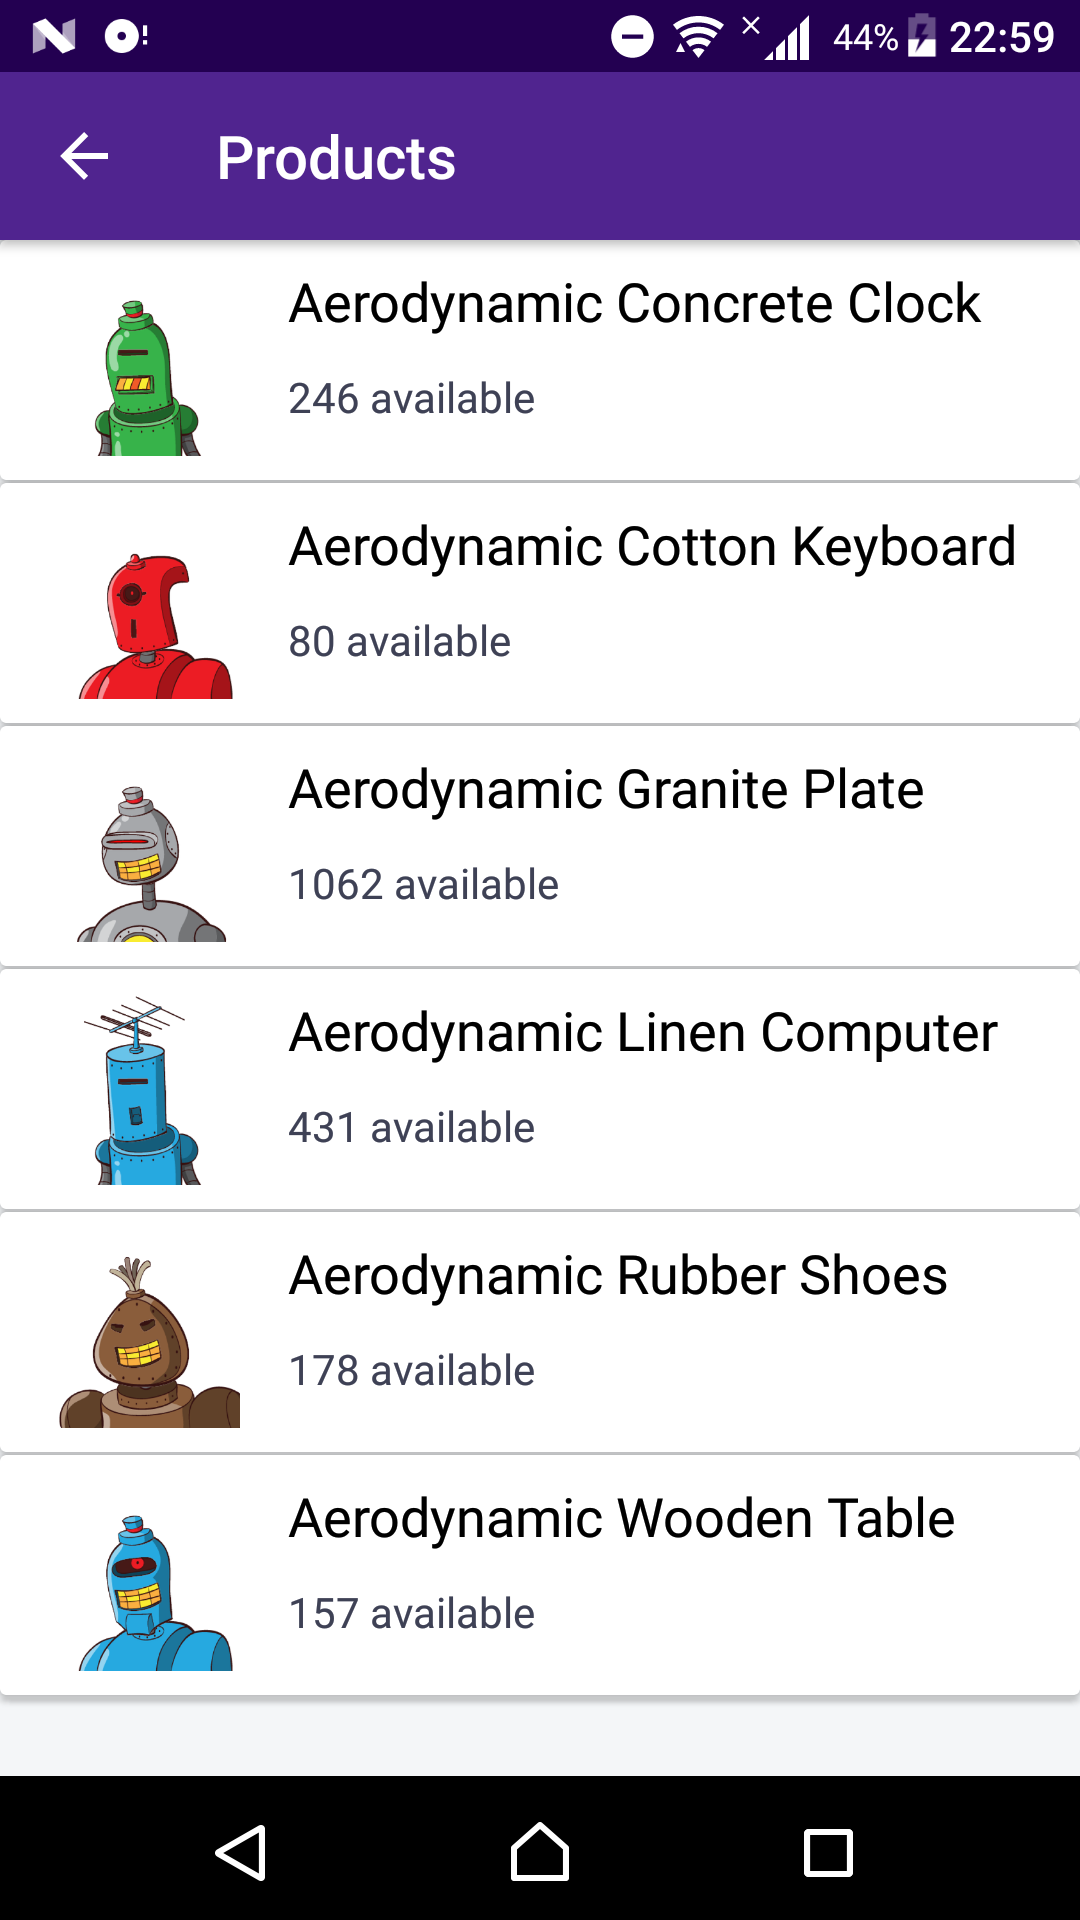 44% 22:59
Products
Aerodynamic Concrete Clock
246 available
Aerodynamic Cotton Keyboard
80 available
Aerodynamic Granite Plate
1062 available
Aerodynamic Linen Computer
431 available
Aerodynamic Rubber Shoes
178 available
Aerodynamic Wooden Table
157 available